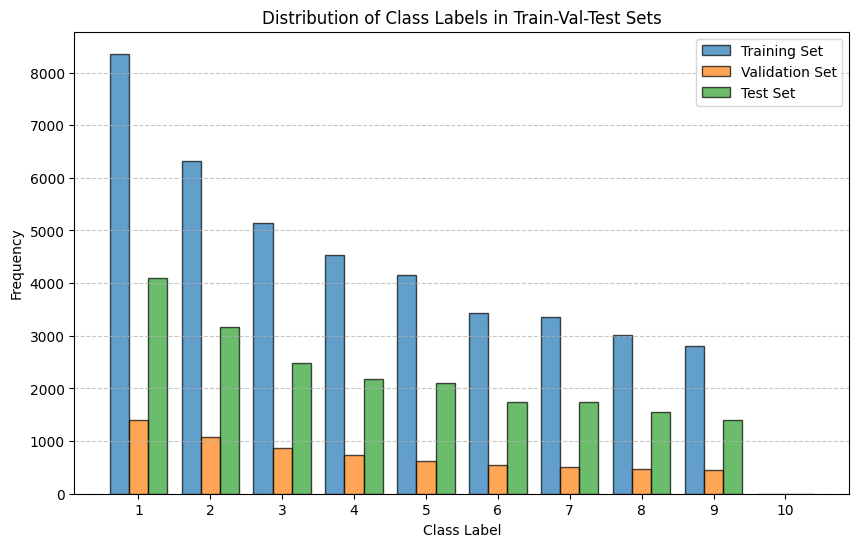 Distribution of Class Labels in Train-Val-Test Sets
Training Set
Validation Set
Test Set
Frequency
8000
7000
6000
5000
4000
3000
2000
1000
0
1 2 3 4 5 6 7 8 9 10
Class Label